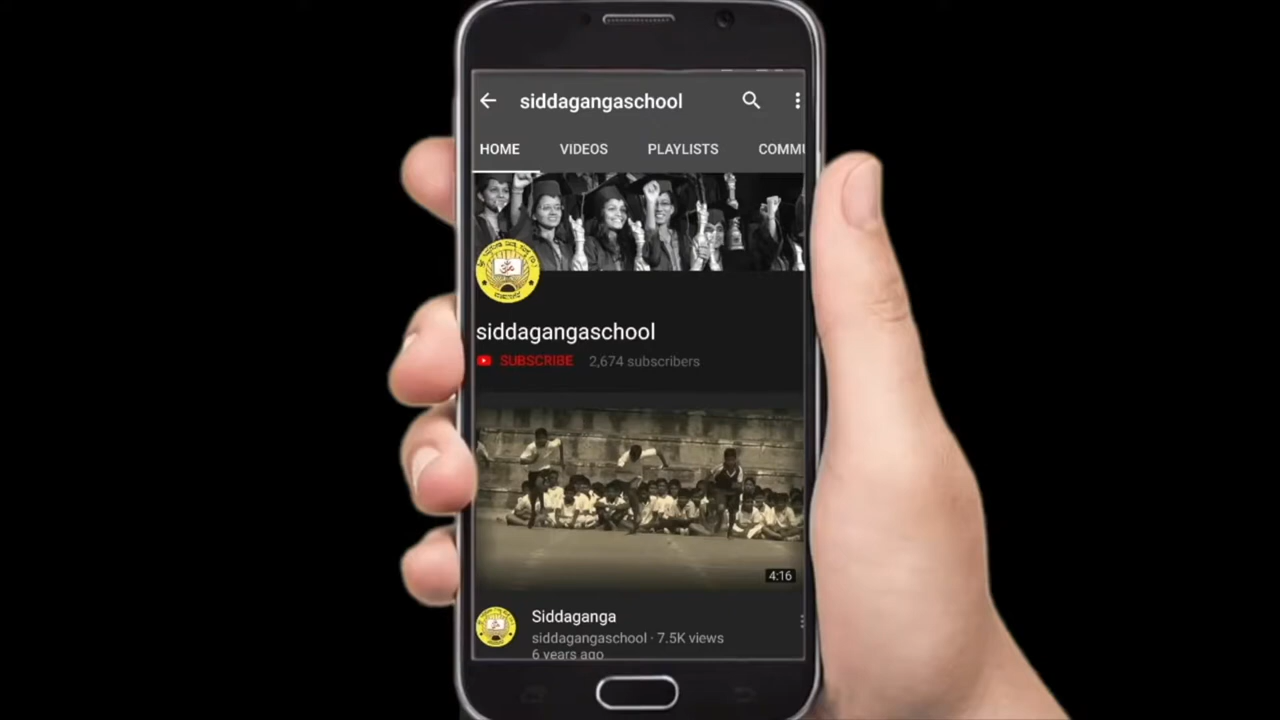 siddagangaschool
HOME VIDEOS PLAYLISTS COMMU
siddagangaschool
SUBSCRIBE 2,674 subscribers
4:16
Siddaganga
siddagangaschool · 7.5K views
6 years ago